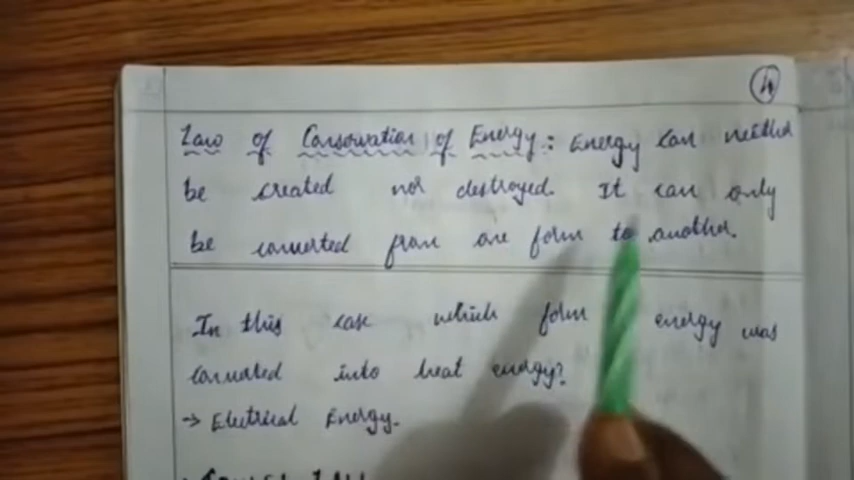 4
Law of Conservation of Energy : Energy can neither
be created nor destroyed. It can only
be converted from one form to another.
In this case which form energy was
converted into heat energy?
→ Electrical Energy.